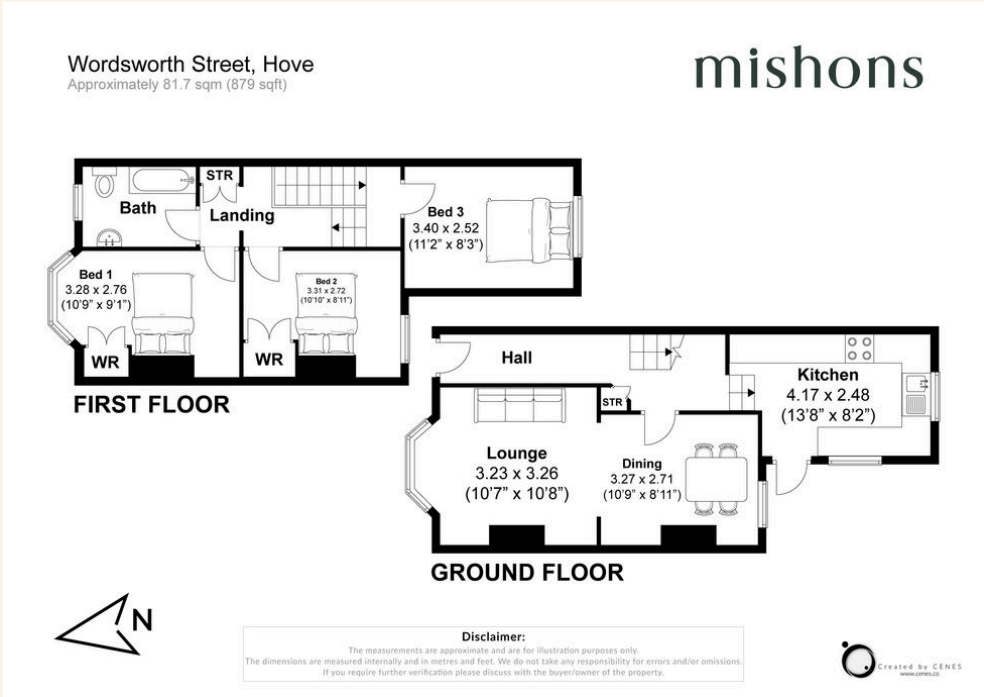 Wordsworth Street, Hove
Approximately 81.7 sqm (879 sqft)
mishons
STR
Bath
Landing
Bed 3
3.40 x 2.52
(11'2" x 8'3")
Bed 1
3.28 x 2.76
(10'9" x 9'1")
WR
Bed 2
3.31 x 2.72
(10'10" x 8'11")
WR
FIRST FLOOR
Hall
STR
Kitchen
4.17 x 2.48
(13'8" x 8'2")
Lounge
3.23 x 3.26
(10'7" x 10'8")
Dining
3.27 x 2.71
(10'9" x 8'11")
GROUND FLOOR
N
Disclaimer:
The measurements are approximate and are for illustration purposes only.
The dimensions are measured internally and in metres and feet. We do not take any responsibility for errors and/or omissions.
If you require further verification please discuss with the buyer/owner of the property.
Created by CENES
www.cenes.co